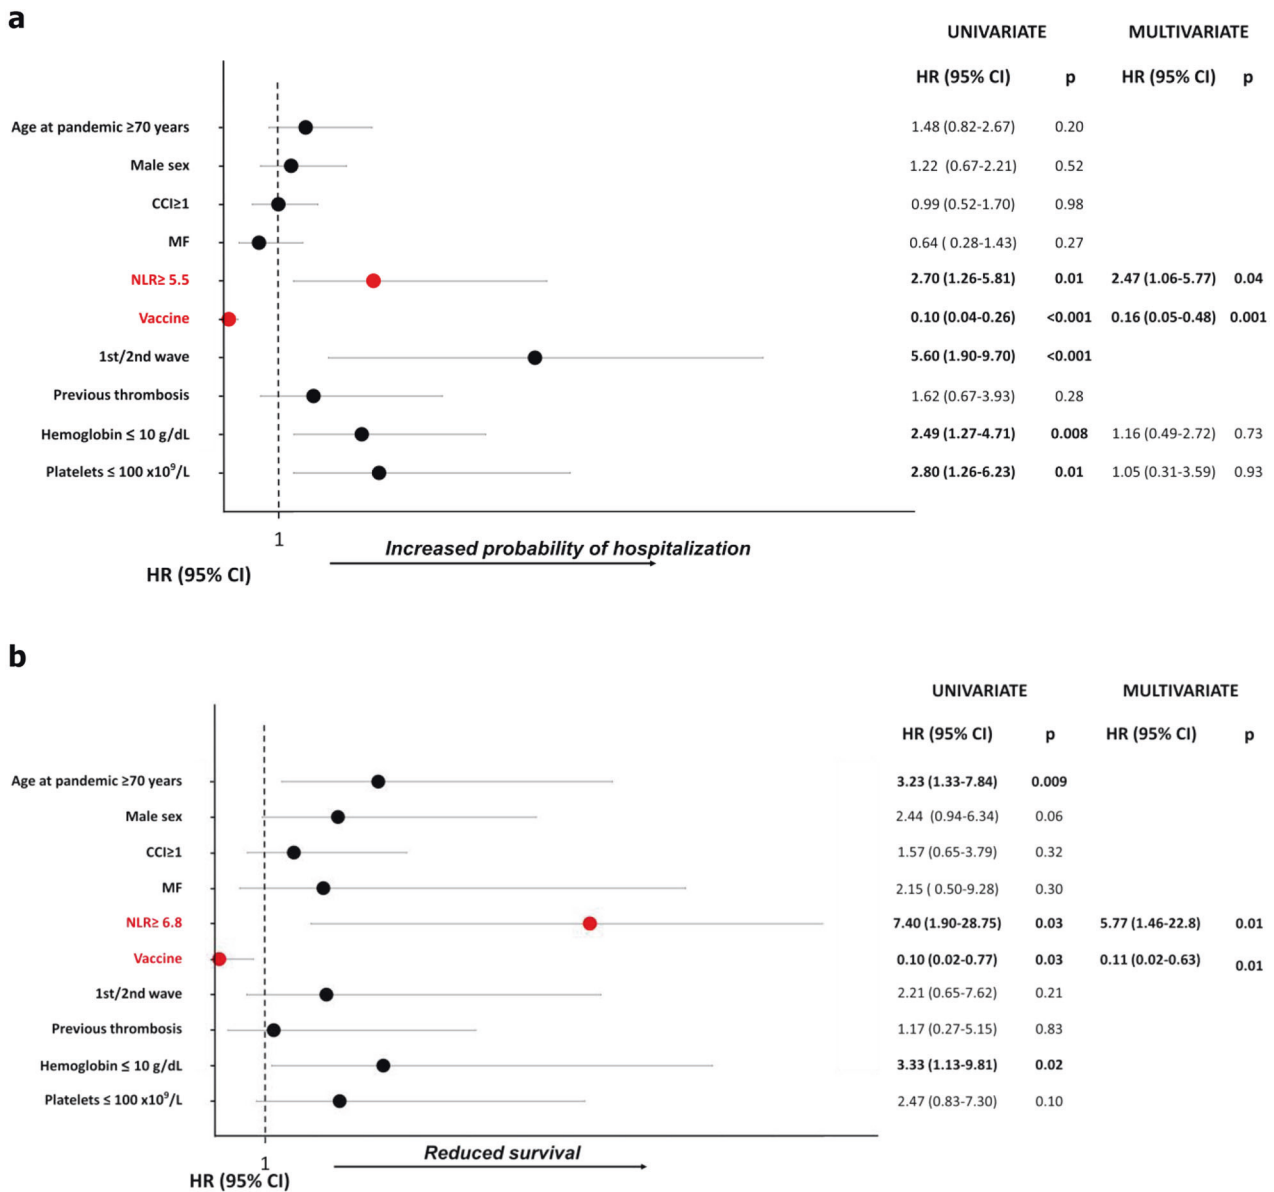 a
UNIVARIATE MULTIVARIATE
HR (95% CI) p HR (95% CI) p
Age at pandemic ≥70 years 1.48 (0.82-2.67) 0.20
Male sex 1.22 (0.67-2.21) 0.52
CCI≥1 0.99 (0.52-1.70) 0.98
MF 0.64 ( 0.28-1.43) 0.27
NLR≥ 5.5 2.70 (1.26-5.81) 0.01 2.47 (1.06-5.77) 0.04
Vaccine 0.10 (0.04-0.26) <0.001 0.16 (0.05-0.48) 0.001
1st/2nd wave 5.60 (1.90-9.70) <0.001
Previous thrombosis 1.62 (0.67-3.93) 0.28
Hemoglobin ≤ 10 g/dL 2.49 (1.27-4.71) 0.008 1.16 (0.49-2.72) 0.73
Platelets ≤ 100 x10⁹/L 2.80 (1.26-6.23) 0.01 1.05 (0.31-3.59) 0.93
1
Increased probability of hospitalization
HR (95% CI)
b
UNIVARIATE MULTIVARIATE
HR (95% CI) p HR (95% CI) p
Age at pandemic ≥70 years 3.23 (1.33-7.84) 0.009
Male sex 2.44 (0.94-6.34) 0.06
CCI≥1 1.57 (0.65-3.79) 0.32
MF 2.15 ( 0.50-9.28) 0.30
NLR≥ 6.8 7.40 (1.90-28.75) 0.03 5.77 (1.46-22.8) 0.01
Vaccine 0.10 (0.02-0.77) 0.03 0.11 (0.02-0.63) 0.01
1st/2nd wave 2.21 (0.65-7.62) 0.21
Previous thrombosis 1.17 (0.27-5.15) 0.83
Hemoglobin ≤ 10 g/dL 3.33 (1.13-9.81) 0.02
Platelets ≤ 100 x10⁹/L 2.47 (0.83-7.30) 0.10
1
Reduced survival
HR (95% CI)